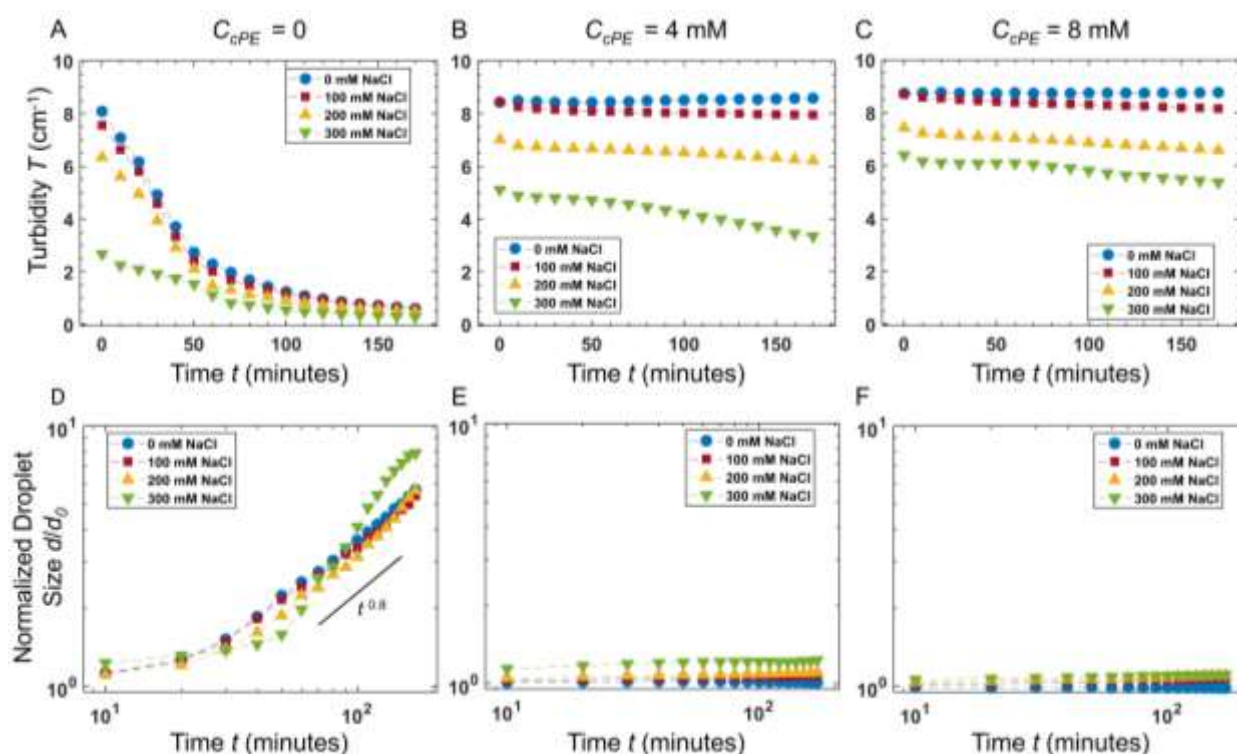 A
C_cPE = 0
Turbidity T (cm⁻¹)
10
8
6
4
2
0
0 mM NaCl
100 mM NaCl
200 mM NaCl
300 mM NaCl
0
50
100
150
Time t (minutes)
B
C_cPE = 4 mM
10
8
6
4
2
0
0 mM NaCl
100 mM NaCl
200 mM NaCl
300 mM NaCl
0
50
100
150
Time t (minutes)
C
C_cPE = 8 mM
10
8
6
4
2
0
0 mM NaCl
100 mM NaCl
200 mM NaCl
300 mM NaCl
0
50
100
150
Time t (minutes)
D
Normalized Droplet
Size d/d₀
10¹
10⁰
0 mM NaCl
100 mM NaCl
200 mM NaCl
300 mM NaCl
t⁰·⁸
10¹
10²
Time t (minutes)
E
10¹
10⁰
0 mM NaCl
100 mM NaCl
200 mM NaCl
300 mM NaCl
10¹
10²
Time t (minutes)
F
10¹
10⁰
0 mM NaCl
100 mM NaCl
200 mM NaCl
300 mM NaCl
10¹
10²
Time t (minutes)